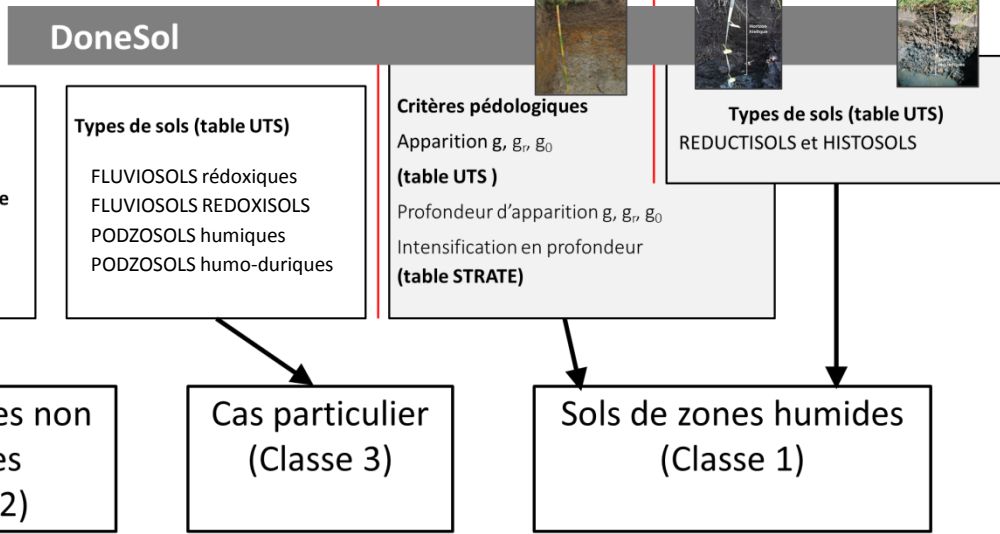 DoneSol
e
Types de sols (table UTS)
FLUVIOSOLS rédoxiques
FLUVIOSOLS REDOXISOLS
PODZOSOLS humiques
PODZOSOLS humo-duriques
Critères pédologiques
Apparition g, gr, g0
(table UTS )
Profondeur d'apparition g, gr, g0
Intensification en profondeur
(table STRATE)
Types de sols (table UTS)
REDUCTISOLS et HISTOSOLS
es non
es
2)
Cas particulier
(Classe 3)
Sols de zones humides
(Classe 1)